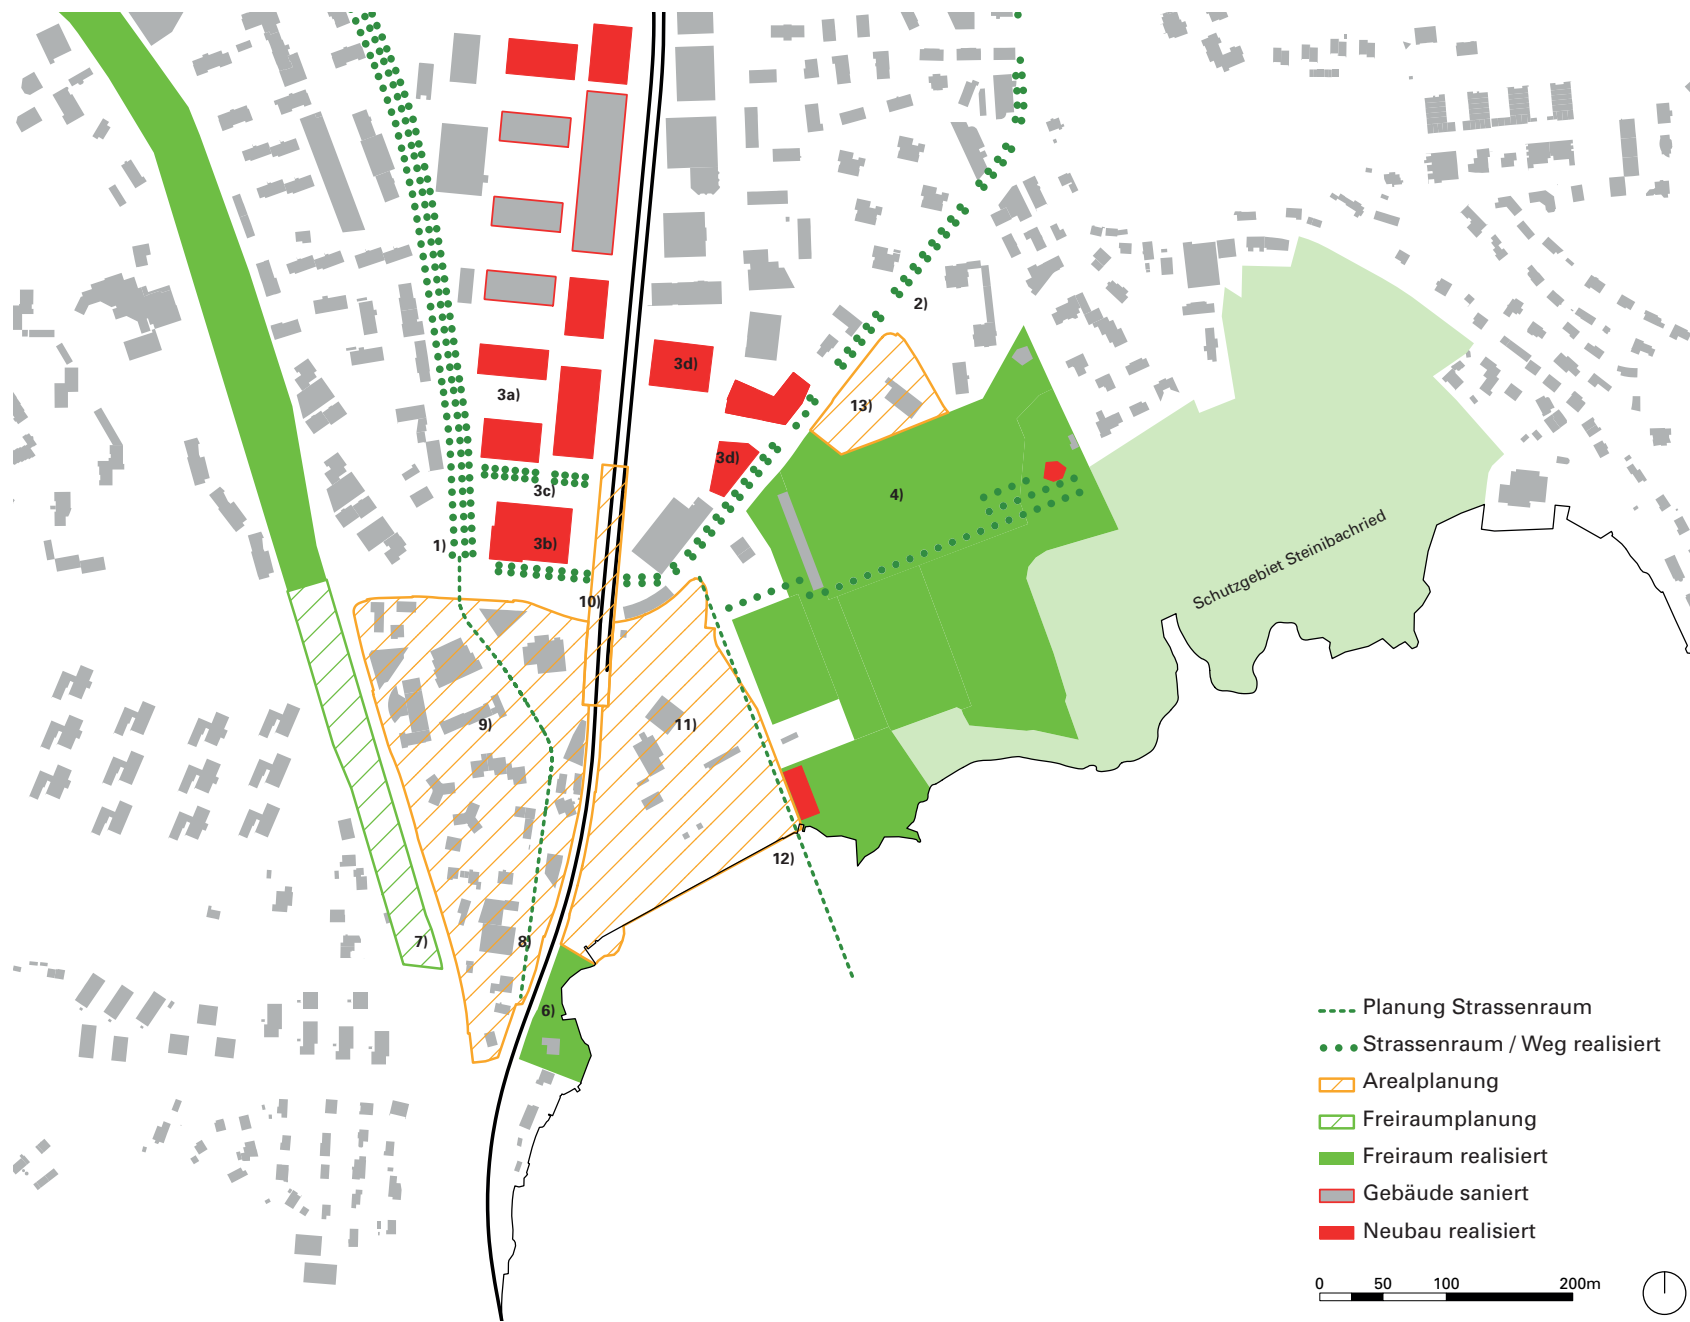 2)
3d)
3a)
13)
3d)
3c)
4)
1)
3b)
Schutzgebiet Steinibachried
10)
9)
11)
12)
7)
8)
6)
Planung Strassenraum
Strassenraum / Weg realisiert
Arealplanung
Freiraumplanung
Freiraum realisiert
Gebäude saniert
Neubau realisiert
0 50 100 200m